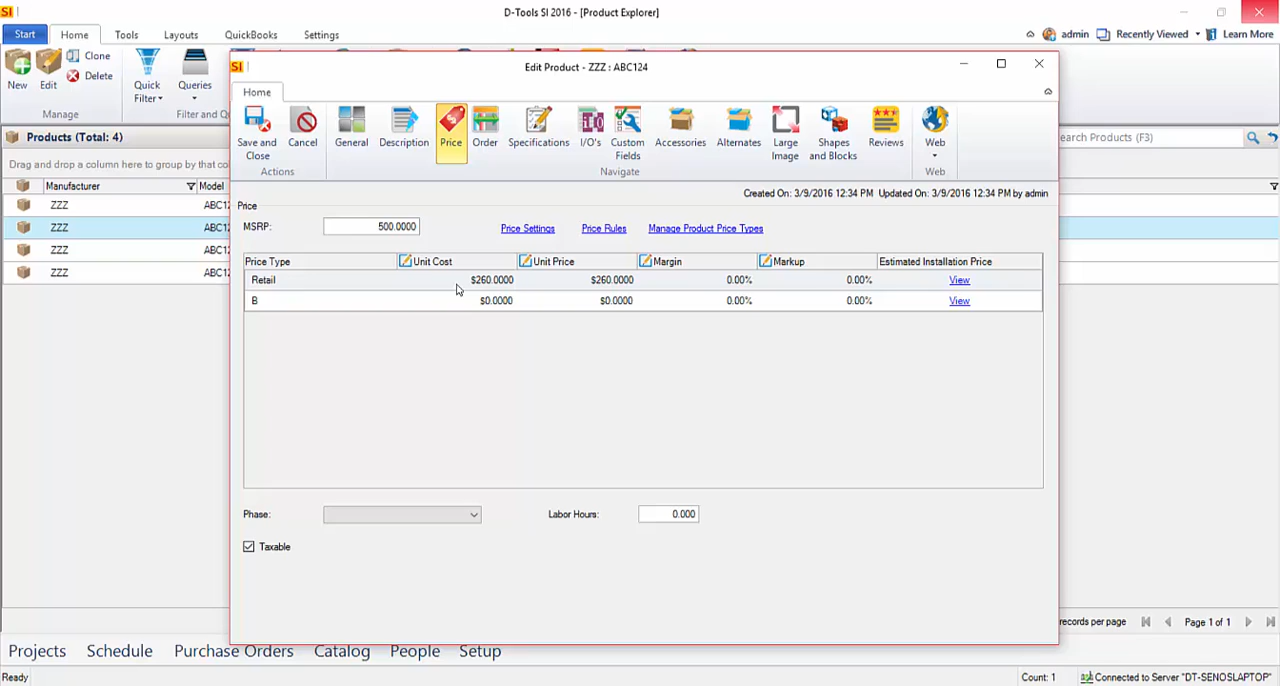 SI D-Tools SI 2016 - [Product Explorer]
Start Home Tools Layouts QuickBooks Settings admin Recently Viewed Learn More
New Edit Clone Delete Quick Filter Queries
Manage Filter and Qu
SI Edit Product - ZZZ : ABC124
Home
Save and Close Cancel General Description Price Order Specifications I/O's Custom Fields Accessories Alternates Large Image Shapes and Blocks Reviews Web
Actions Navigate Web
Products (Total: 4) earch Products (F3)
Drag and drop a column here to group by that co
Manufacturer Model
ZZZ ABC12
ZZZ ABC12
ZZZ ABC12
ZZZ ABC12
Created On: 3/9/2016 12:34 PM Updated On: 3/9/2016 12:34 PM by admin
Price
MSRP: 500.0000 Price Settings Price Rules Manage Product Price Types
Price Type Unit Cost Unit Price Margin Markup Estimated Installation Price
Retail $260.0000 $260.0000 0.00% 0.00% View
B $0.0000 $0.0000 0.00% 0.00% View
Phase: Labor Hours: 0.000
Taxable
records per page Page 1 of 1
Projects Schedule Purchase Orders Catalog People Setup
Ready Count: 1 Connected to Server "DT-SENOSLAPTOP"